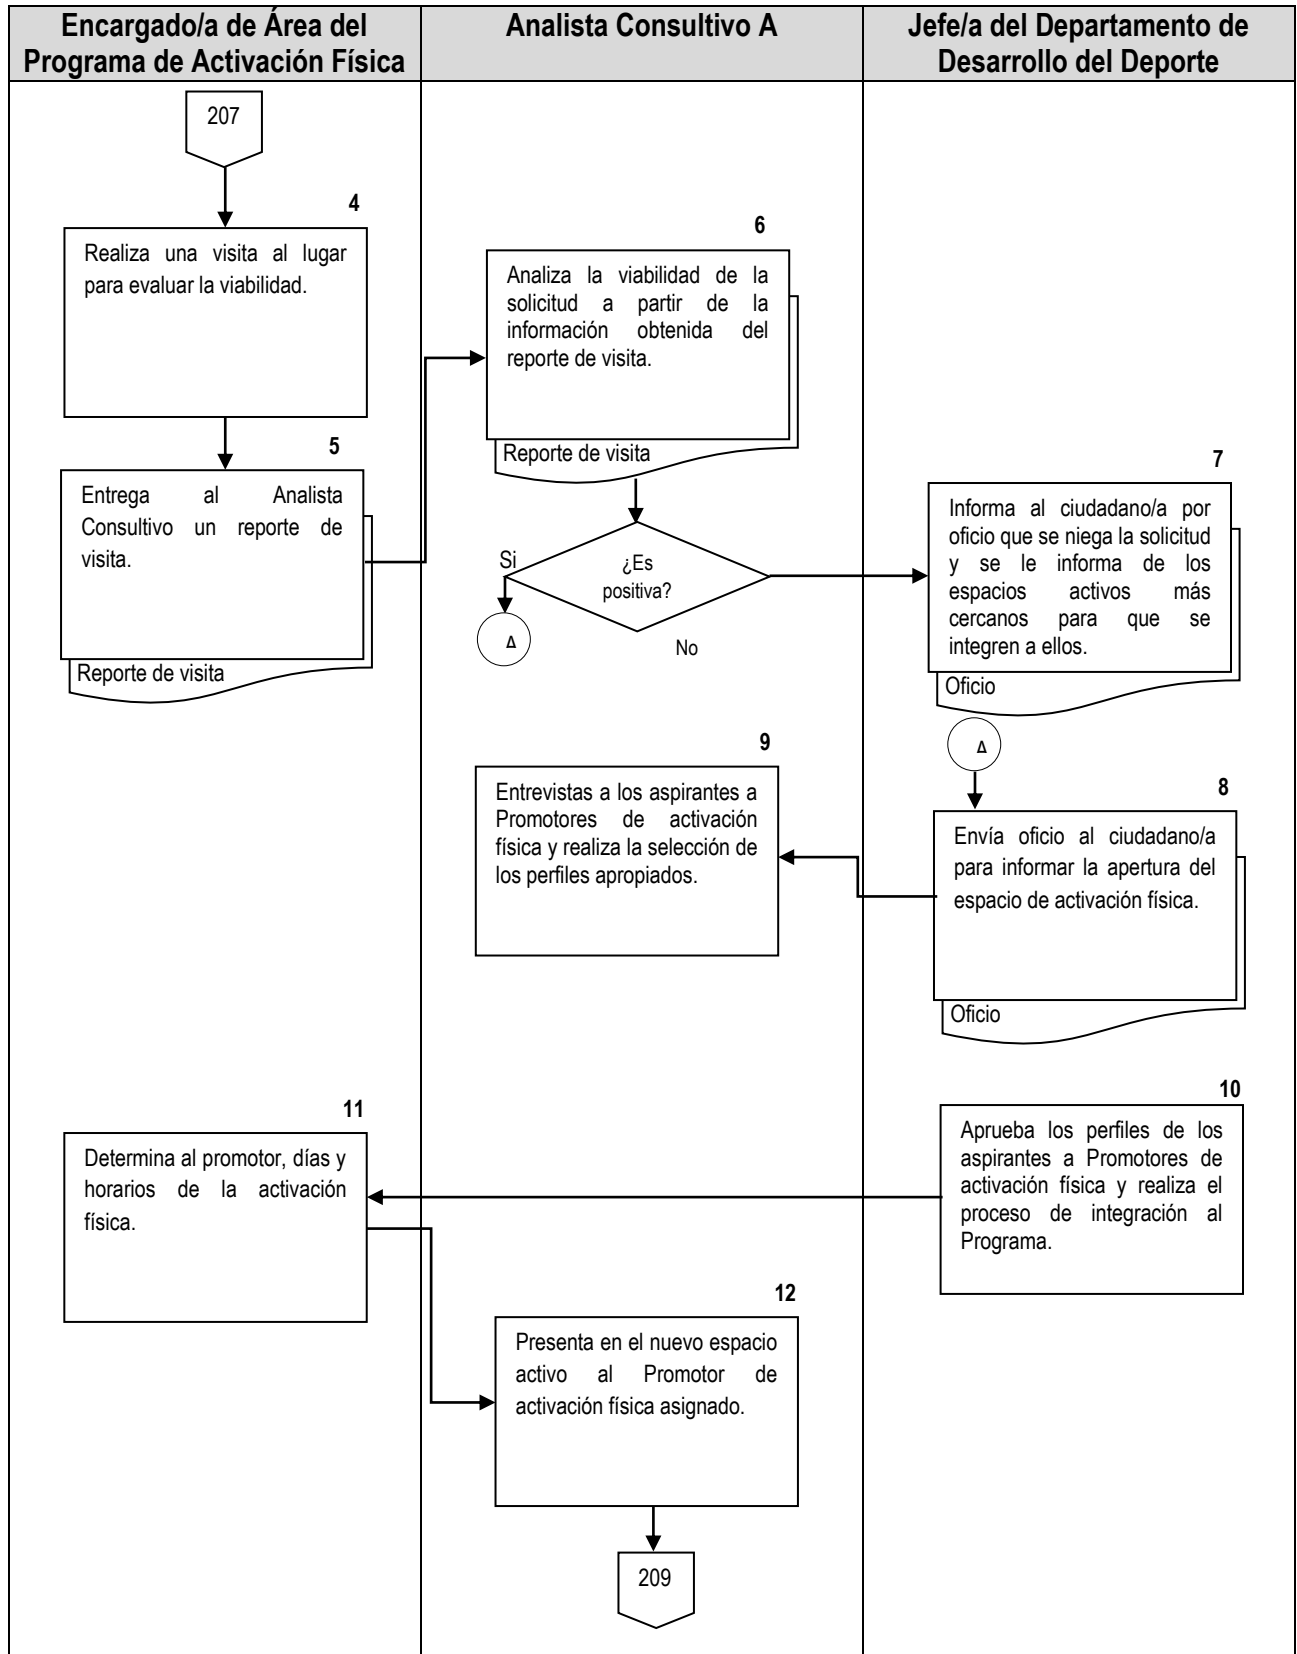 Encargado/a de Área del
Programa de Activación Física
Analista Consultivo A
Jefe/a del Departamento de
Desarrollo del Deporte
207
4
Realiza una visita al lugar
para evaluar la viabilidad.
5
Entrega al Analista
Consultivo un reporte de
visita.
Reporte de visita
6
Analiza la viabilidad de la
solicitud a partir de la
información obtenida del
reporte de visita.
Reporte de visita
¿Es
positiva?
Si
Δ
No
7
Informa al ciudadano/a por
oficio que se niega la solicitud
y se le informa de los
espacios activos más
cercanos para que se
integren a ellos.
Oficio
Δ
8
Envía oficio al ciudadano/a
para informar la apertura del
espacio de activación física.
Oficio
9
Entrevistas a los aspirantes a
Promotores de activación
física y realiza la selección de
los perfiles apropiados.
10
Aprueba los perfiles de los
aspirantes a Promotores de
activación física y realiza el
proceso de integración al
Programa.
11
Determina al promotor, días y
horarios de la activación
física.
12
Presenta en el nuevo espacio
activo al Promotor de
activación física asignado.
209